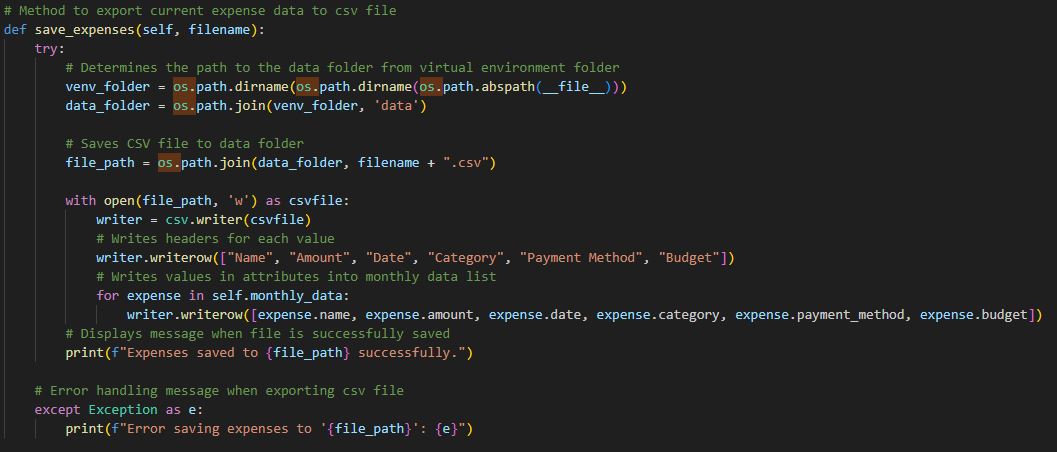 # Method to export current expense data to csv file
def save_expenses(self, filename):
    try:
        # Determines the path to the data folder from virtual environment folder
        venv_folder = os.path.dirname(os.path.dirname(os.path.abspath(__file__)))
        data_folder = os.path.join(venv_folder, 'data')

        # Saves CSV file to data folder
        file_path = os.path.join(data_folder, filename + ".csv")

        with open(file_path, 'w') as csvfile:
            writer = csv.writer(csvfile)
            # Writes headers for each value
            writer.writerow(["Name", "Amount", "Date", "Category", "Payment Method", "Budget"])
            # Writes values in attributes into monthly data list
            for expense in self.monthly_data:
                writer.writerow([expense.name, expense.amount, expense.date, expense.category, expense.payment_method, expense.budget])
        # Displays message when file is successfully saved
        print(f"Expenses saved to {file_path} successfully.")

    # Error handling message when exporting csv file
    except Exception as e:
        print(f"Error saving expenses to '{file_path}': {e}")